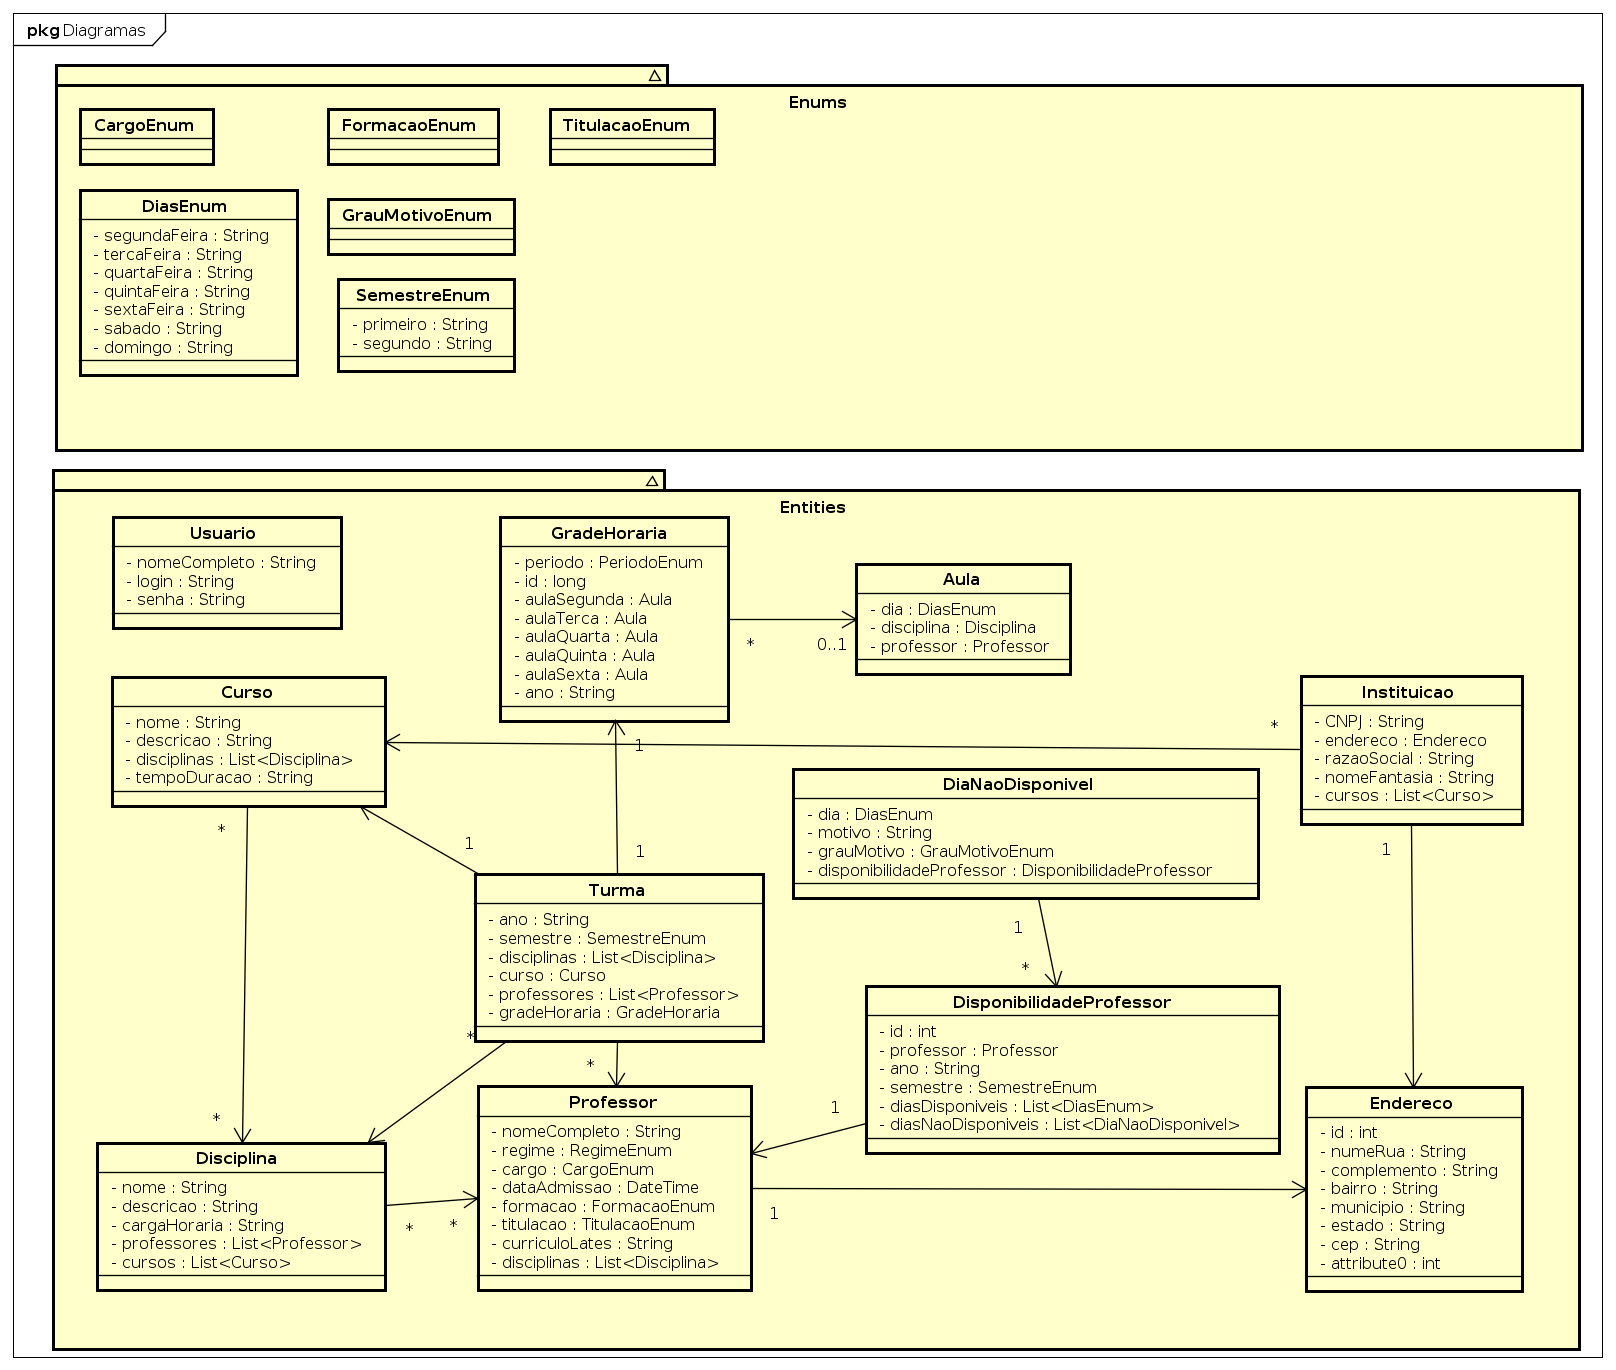 pkg Diagramas
Enums
CargoEnum
FormacaoEnum
TitulacaoEnum
DiasEnum
- segundaFeira : String
- tercaFeira : String
- quartaFeira : String
- quintaFeira : String
- sextaFeira : String
- sabado : String
- domingo : String
GrauMotivoEnum
SemestreEnum
- primeiro : String
- segundo : String
Entities
Usuario
- nomeCompleto : String
- login : String
- senha : String
GradeHoraria
- periodo : PeriodoEnum
- id : long
- aulaSegunda : Aula
- aulaTerca : Aula
- aulaQuarta : Aula
- aulaQuinta : Aula
- aulaSexta : Aula
- ano : String
*
0..1
Aula
- dia : DiasEnum
- disciplina : Disciplina
- professor : Professor
Curso
- nome : String
- descricao : String
- disciplinas : List<Disciplina>
- tempoDuracao : String
*
Instituicao
- CNPJ : String
- endereco : Endereco
- razaoSocial : String
- nomeFantasia : String
- cursos : List<Curso>
1
DiaNaoDisponivel
- dia : DiasEnum
- motivo : String
- grauMotivo : GrauMotivoEnum
- disponibilidadeProfessor : DisponibilidadeProfessor
*
1
1
1
Turma
- ano : String
- semestre : SemestreEnum
- disciplinas : List<Disciplina>
- curso : Curso
- professores : List<Professor>
- gradeHoraria : GradeHoraria
1
*
DisponibilidadeProfessor
- id : int
- professor : Professor
- ano : String
- semestre : SemestreEnum
- diasDisponiveis : List<DiasEnum>
- diasNaoDisponiveis : List<DiaNaoDisponivel>
*
*
*
1
Disciplina
- nome : String
- descricao : String
- cargaHoraria : String
- professores : List<Professor>
- cursos : List<Curso>
*
*
Professor
- nomeCompleto : String
- regime : RegimeEnum
- cargo : CargoEnum
- dataAdmissao : DateTime
- formacao : FormacaoEnum
- titulacao : TitulacaoEnum
- curriculoLates : String
- disciplinas : List<Disciplina>
1
Endereco
- id : int
- numeRua : String
- complemento : String
- bairro : String
- municipio : String
- estado : String
- cep : String
- attribute0 : int